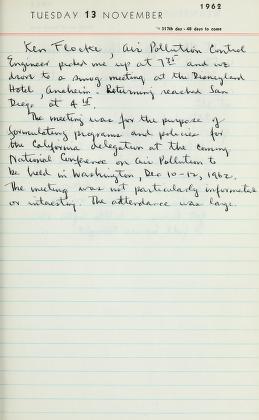 1962
TUESDAY 13 NOVEMBER
317th day - 48 days to come
Ken Flocke, Air Pollution Control
Engineer picked me up at 7 25 and we
drove to a smog meeting at the Disneyland
Hotel, Anaheim. Returning reached San
Diego at 4 45
The meeting was for the purpose of
formulating programs and policies for
the California delegation at the coming
National Conference on Air Pollution to
be held in Washington, Dec 10-12, 1962.
The meeting was not particularly informative
or interesting. The attendance was large.